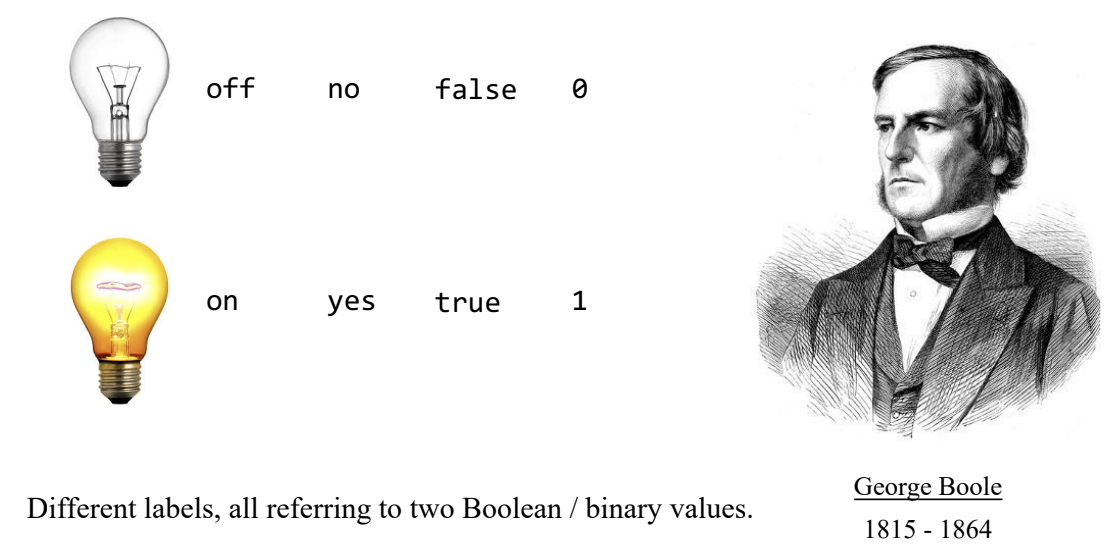 off no false 0
on yes true 1
Different labels, all referring to two Boolean / binary values.
George Boole
1815 - 1864